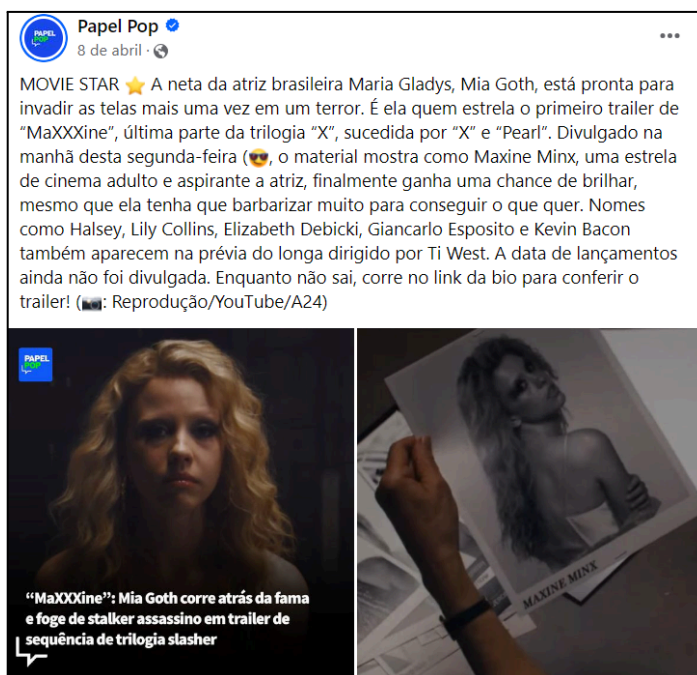 PAPEL
POP
Papel Pop
8 de abril ·
MOVIE STAR ⭐ A neta da atriz brasileira Maria Gladys, Mia Goth, está pronta para
invadir as telas mais uma vez em um terror. É ela quem estrela o primeiro trailer de
“MaXXXine”, última parte da trilogia “X”, sucedida por “X” e “Pearl”. Divulgado na
manhã desta segunda-feira (😎, o material mostra como Maxine Minx, uma estrela
de cinema adulto e aspirante a atriz, finalmente ganha uma chance de brilhar,
mesmo que ela tenha que barbarizar muito para conseguir o que quer. Nomes
como Halsey, Lily Collins, Elizabeth Debicki, Giancarlo Esposito e Kevin Bacon
também aparecem na prévia do longa dirigido por Ti West. A data de lançamentos
ainda não foi divulgada. Enquanto não sai, corre no link da bio para conferir o
trailer! (📷: Reprodução/YouTube/A24)
PAPEL
POP
“MaXXXine”: Mia Goth corre atrás da fama
e foge de stalker assassino em trailer de
sequência de trilogia slasher
MAXINE MINX